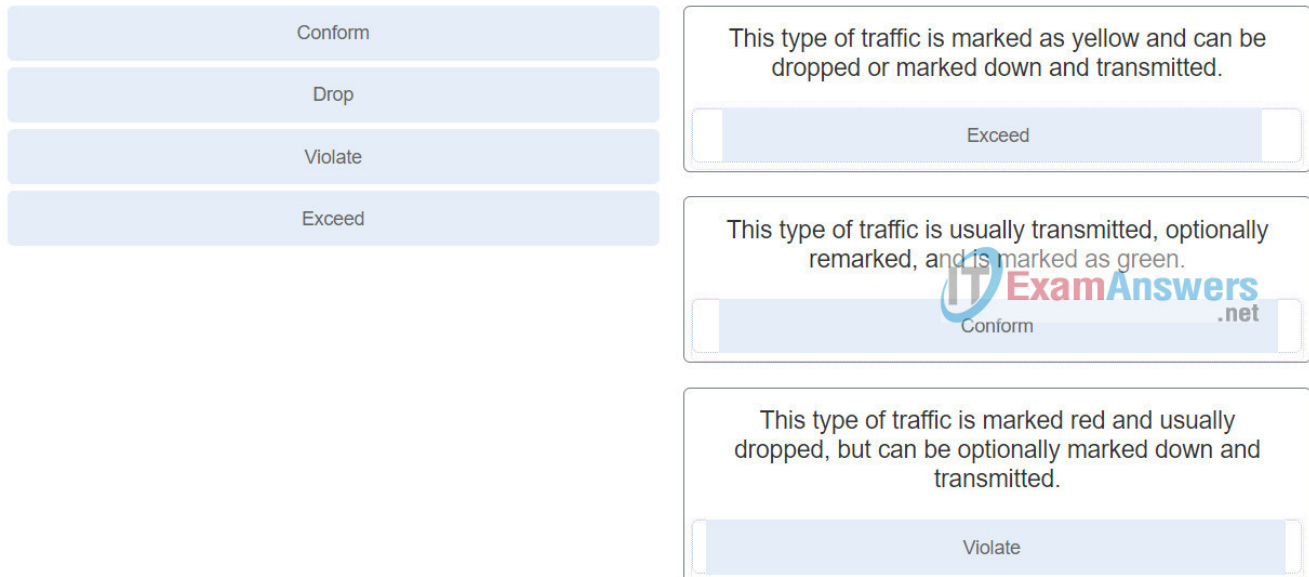 Conform
Drop
Violate
Exceed
This type of traffic is marked as yellow and can be
dropped or marked down and transmitted.
Exceed
This type of traffic is usually transmitted, optionally
remarked, and is marked as green.
IT ExamAnswers
.net
Conform
This type of traffic is marked red and usually
dropped, but can be optionally marked down and
transmitted.
Violate